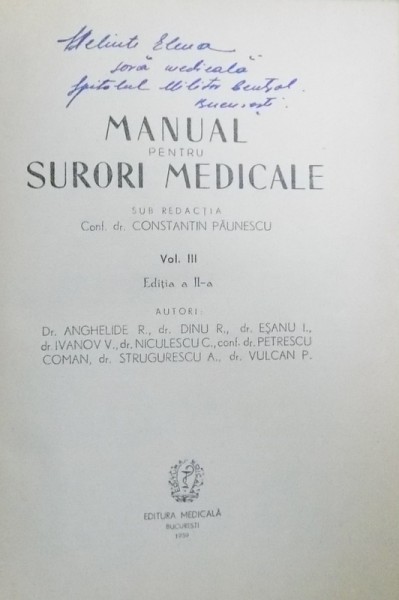 Elena
soră medicală
Spitalul Militar Central
București
MANUAL
PENTRU
SURORI MEDICALE
SUB REDACȚIA
Conf. dr. CONSTANTIN PĂUNESCU
Vol. III
Ediția a II-a
AUTORI:
Dr. ANGHELIDE R., dr. DINU R., dr. EȘANU I.,
dr. IVANOV V., dr. NICULESCU C., conf. dr. PETRESCU
COMAN, dr. STRUGURESCU A., dr. VULCAN P.
EDITURA MEDICALĂ
EDITURA MEDICALĂ
BUCUREȘTI